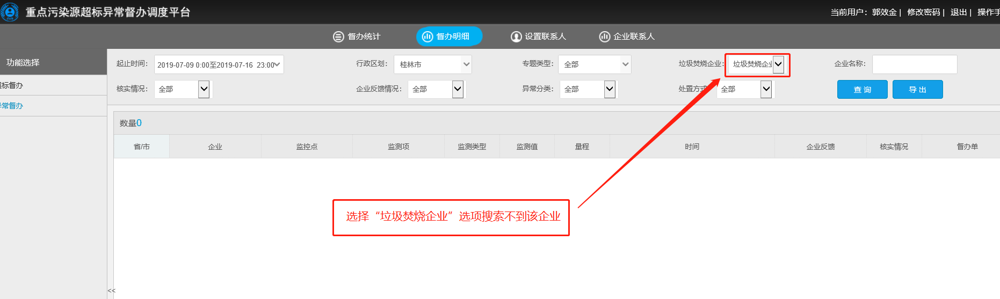 重点污染源超标异常督办调度平台
当前用户：郭效金 | 修改密码 | 退出 | 操作手
督办统计 督办明细 设置联系人 企业联系人
功能选择
超标督办
异常督办
起止时间： 2019-07-09 0:00至2019-07-16 23:00 行政区划： 桂林市 专题类型： 全部 垃圾焚烧企业： 垃圾焚烧企业 企业名称：
核实情况： 全部 企业反馈情况： 全部 异常分类： 全部 处置方式 全部 查 询 导 出
数量0
省/市 企业 监控点 监测项 监测类型 监测值 量程 时间 企业反馈 核实情况 督办单
选择“垃圾焚烧企业”选项搜索不到该企业
<<